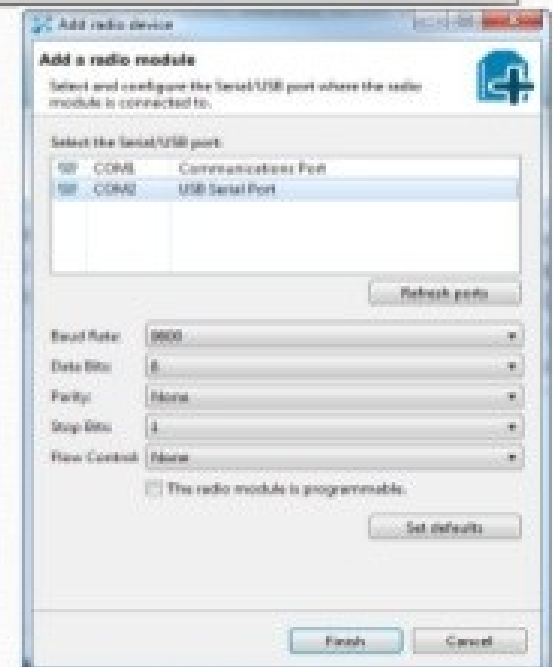 Add radio device
Add a radio module
Select and configure the Serial/USB port where the radio
module is connected to.
Select the Serial/USB port:
COM1 Communications Port
COM2 USB Serial Port
Refresh ports
Baud Rate: 9600
Data Bits: 8
Parity: None
Stop Bits: 1
Flow Control: None
The radio module is programmable.
Set defaults
Finish
Cancel